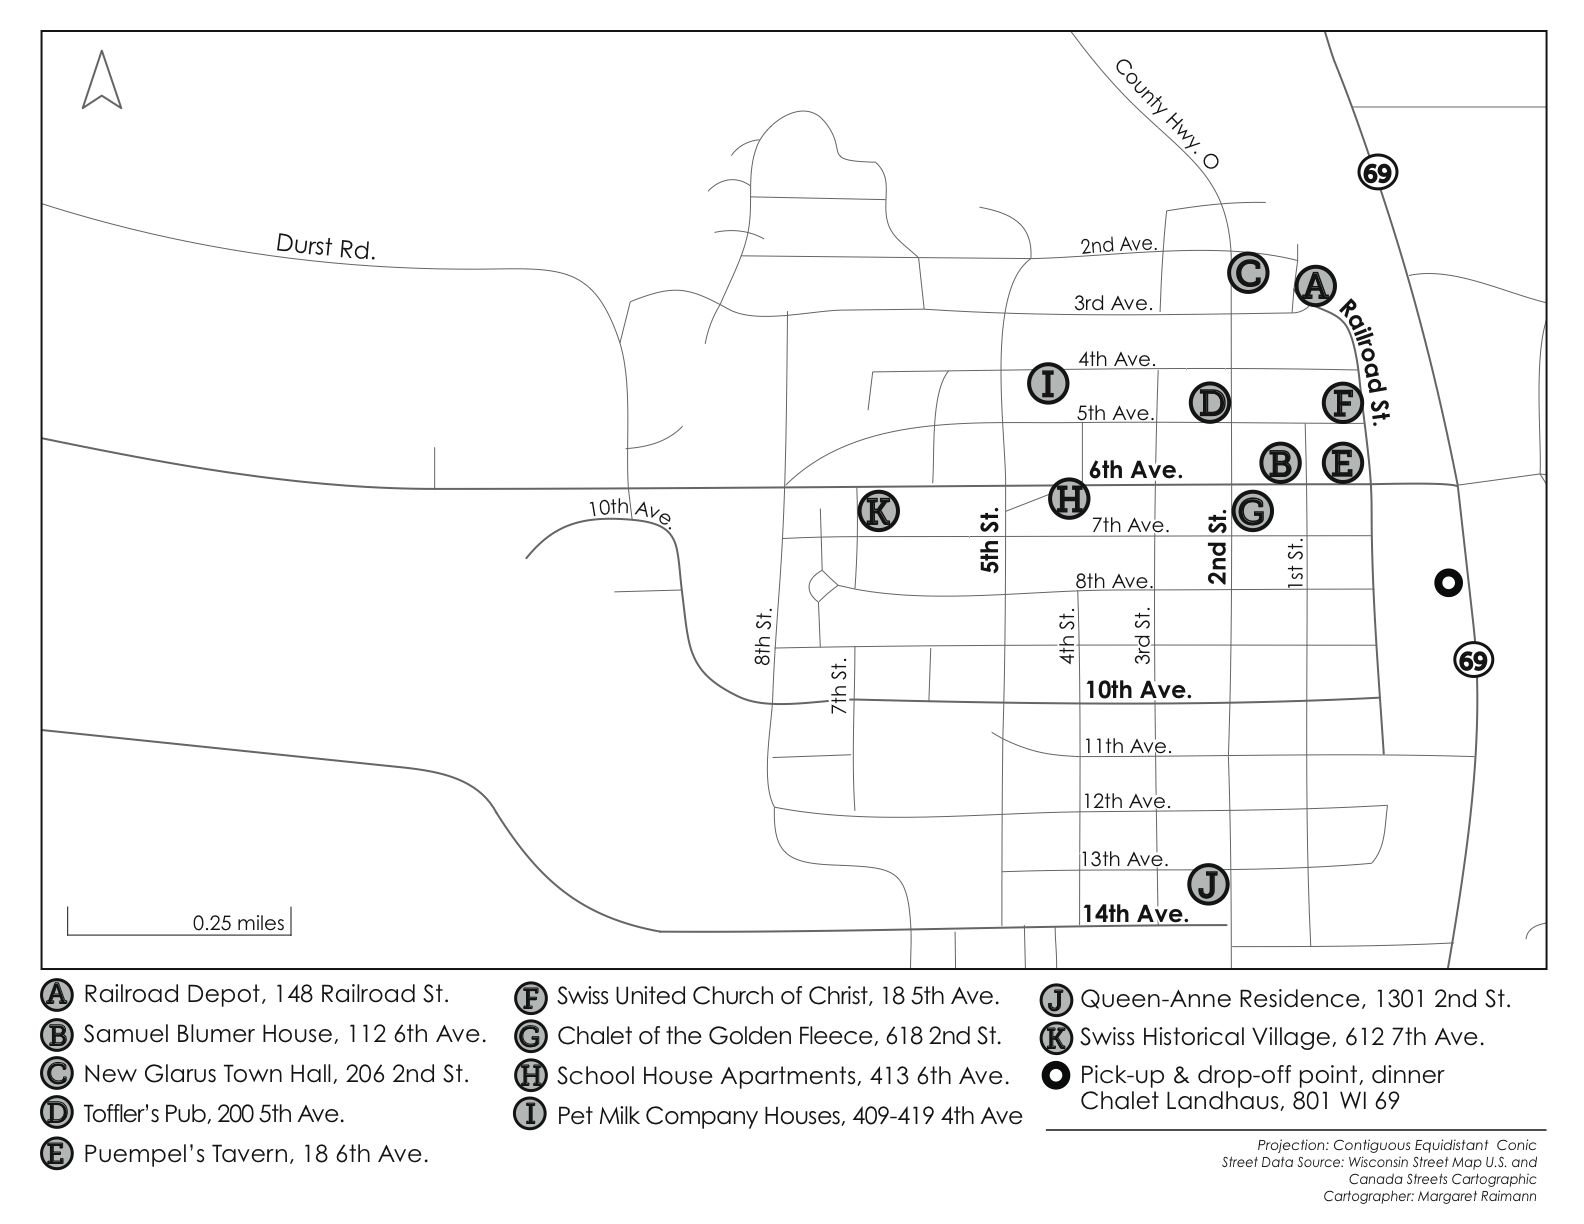 County Hwy. O
69
Durst Rd.
2nd Ave.
C
A
3rd Ave.
Railroad St.
4th Ave.
I
D
F
5th Ave.
B
E
6th Ave.
H
K
G
10th Ave.
7th Ave.
5th St.
2nd St.
1st St.
8th Ave.
8th St.
4th St.
3rd St.
69
7th St.
10th Ave.
11th Ave.
12th Ave.
13th Ave.
J
14th Ave.
0.25 miles
A Railroad Depot, 148 Railroad St.
B Samuel Blumer House, 112 6th Ave.
C New Glarus Town Hall, 206 2nd St.
D Toffler's Pub, 200 5th Ave.
E Puempel's Tavern, 18 6th Ave.
F Swiss United Church of Christ, 18 5th Ave.
G Chalet of the Golden Fleece, 618 2nd St.
H School House Apartments, 413 6th Ave.
I Pet Milk Company Houses, 409-419 4th Ave
J Queen-Anne Residence, 1301 2nd St.
K Swiss Historical Village, 612 7th Ave.
Pick-up & drop-off point, dinner
Chalet Landhaus, 801 WI 69
Projection: Contiguous Equidistant Conic
Street Data Source: Wisconsin Street Map U.S. and
Canada Streets Cartographic
Cartographer: Margaret Raimann